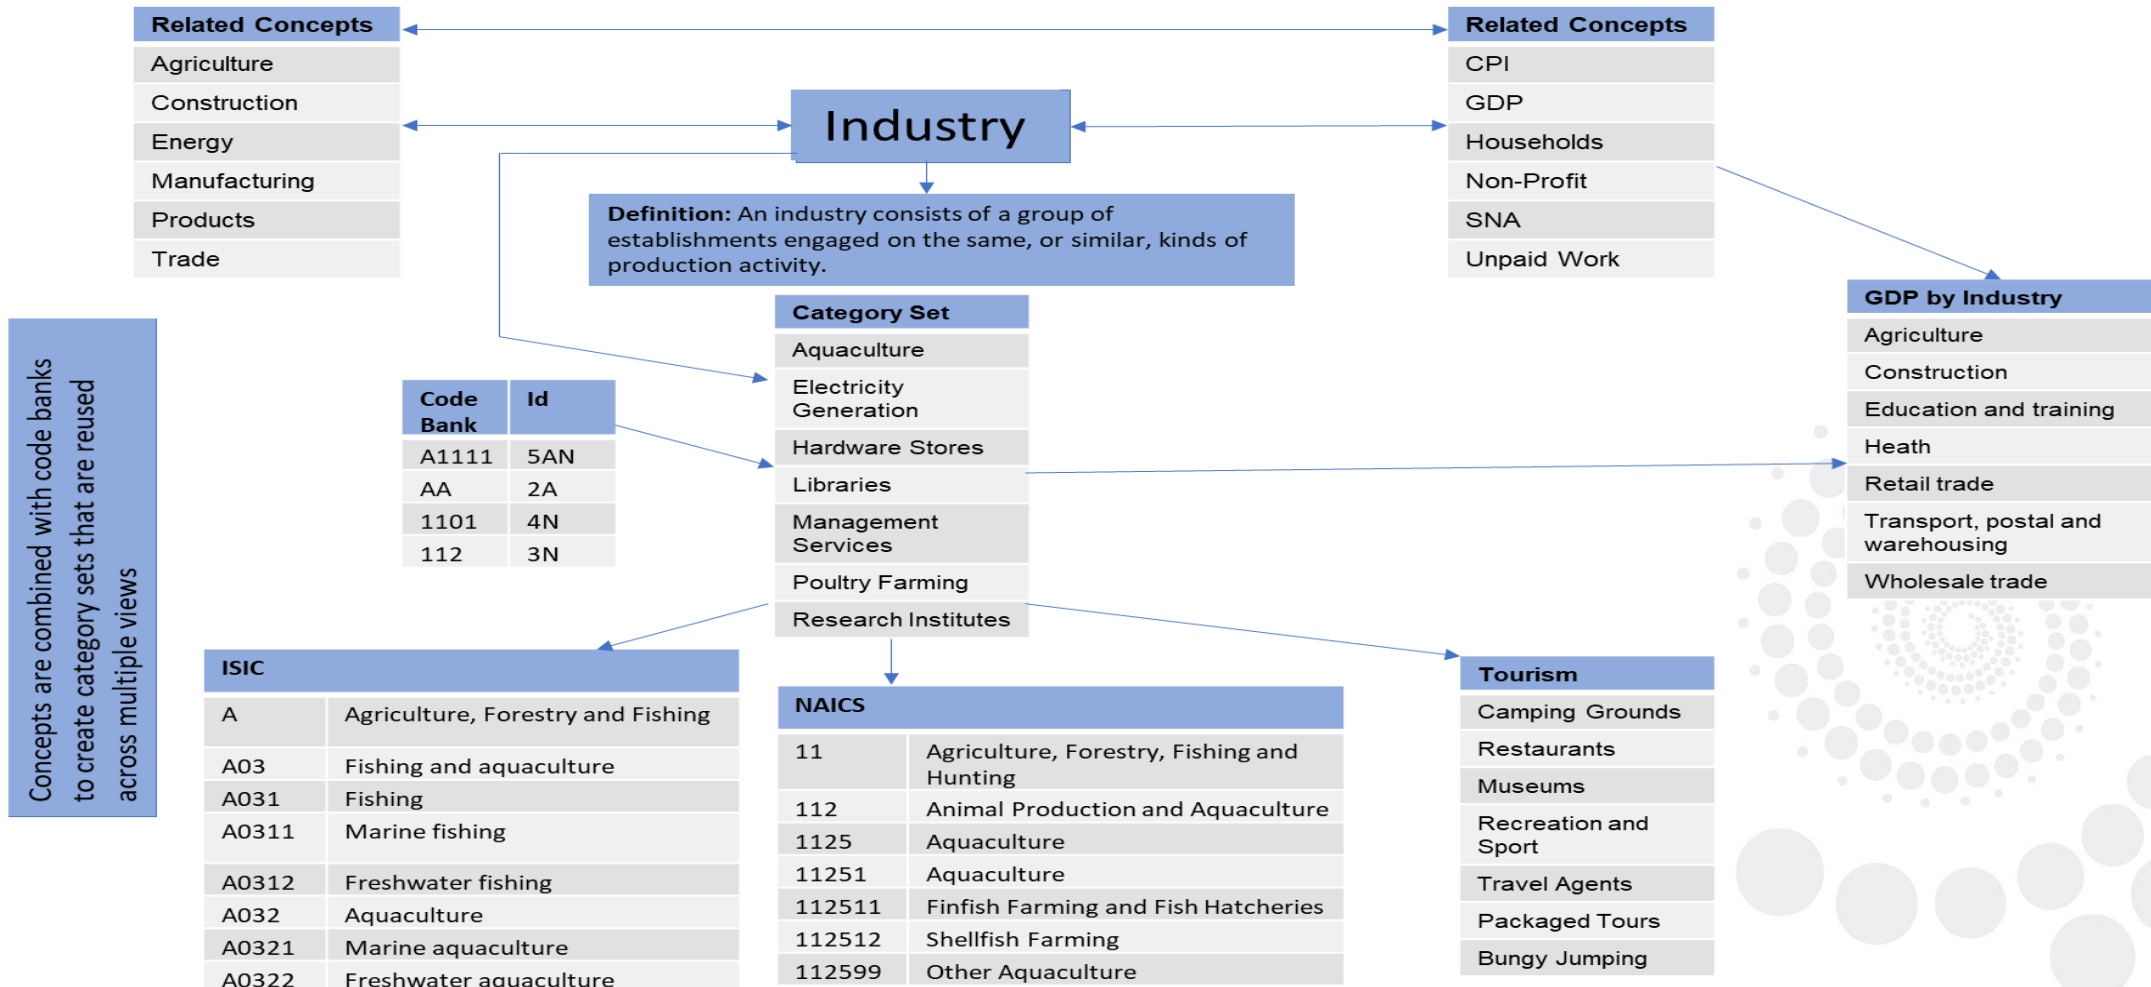 Related Concepts
Agriculture
Construction
Energy
Manufacturing
Products
Trade
Industry
Related Concepts
CPI
GDP
Households
Non-Profit
SNA
Unpaid Work
Definition: An industry consists of a group of
establishments engaged on the same, or similar, kinds of
production activity.
GDP by Industry
Agriculture
Construction
Education and training
Heath
Retail trade
Transport, postal and
warehousing
Wholesale trade
Concepts are combined with code banks
to create category sets that are reused
across multiple views
Code Bank Id
A1111 5AN
AA 2A
1101 4N
112 3N
Category Set
Aquaculture
Electricity
Generation
Hardware Stores
Libraries
Management
Services
Poultry Farming
Research Institutes
ISIC
A Agriculture, Forestry and Fishing
A03 Fishing and aquaculture
A031 Fishing
A0311 Marine fishing
A0312 Freshwater fishing
A032 Aquaculture
A0321 Marine aquaculture
A0322 Freshwater aquaculture
NAICS
11 Agriculture, Forestry, Fishing and
Hunting
112 Animal Production and Aquaculture
1125 Aquaculture
11251 Aquaculture
112511 Finfish Farming and Fish Hatcheries
112512 Shellfish Farming
112599 Other Aquaculture
Tourism
Camping Grounds
Restaurants
Museums
Recreation and
Sport
Travel Agents
Packaged Tours
Bungy Jumping